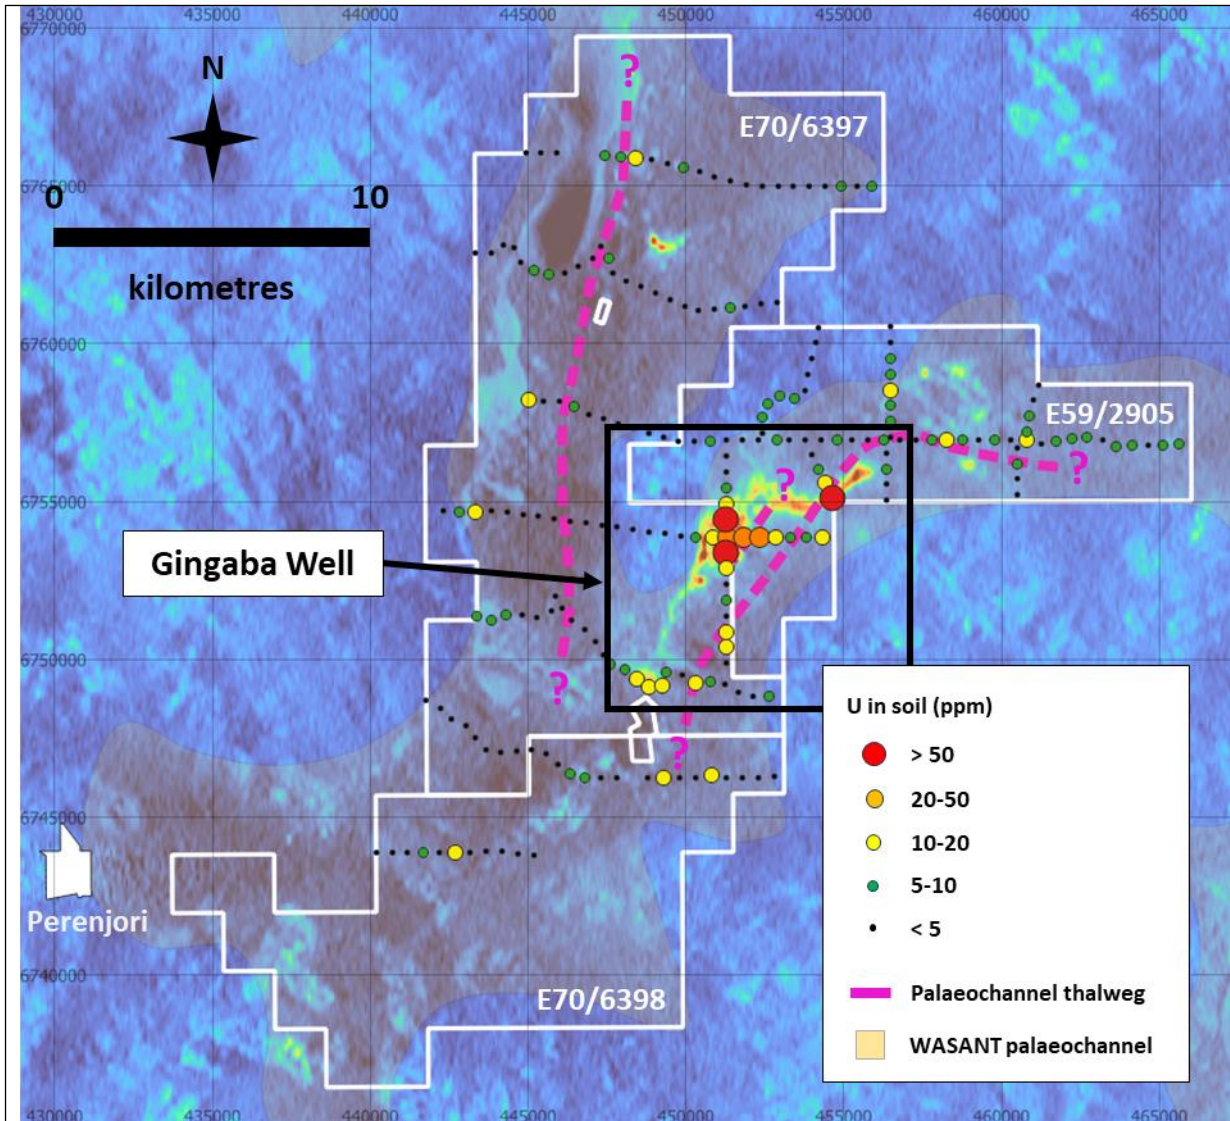 430000 435000 440000 445000 450000 455000 460000 465000
6770000
?
N
E70/6397
6765000
0 10
kilometres
6760000
E59/2905
?
?
6755000
Gingaba Well
6750000
?
?
U in soil (ppm)
> 50
20-50
10-20
5-10
< 5
Palaeochannel thalweg
WASANT palaeochannel
6745000
Perenjori
6740000
E70/6398
430000 435000 440000 445000 450000 455000 460000 465000